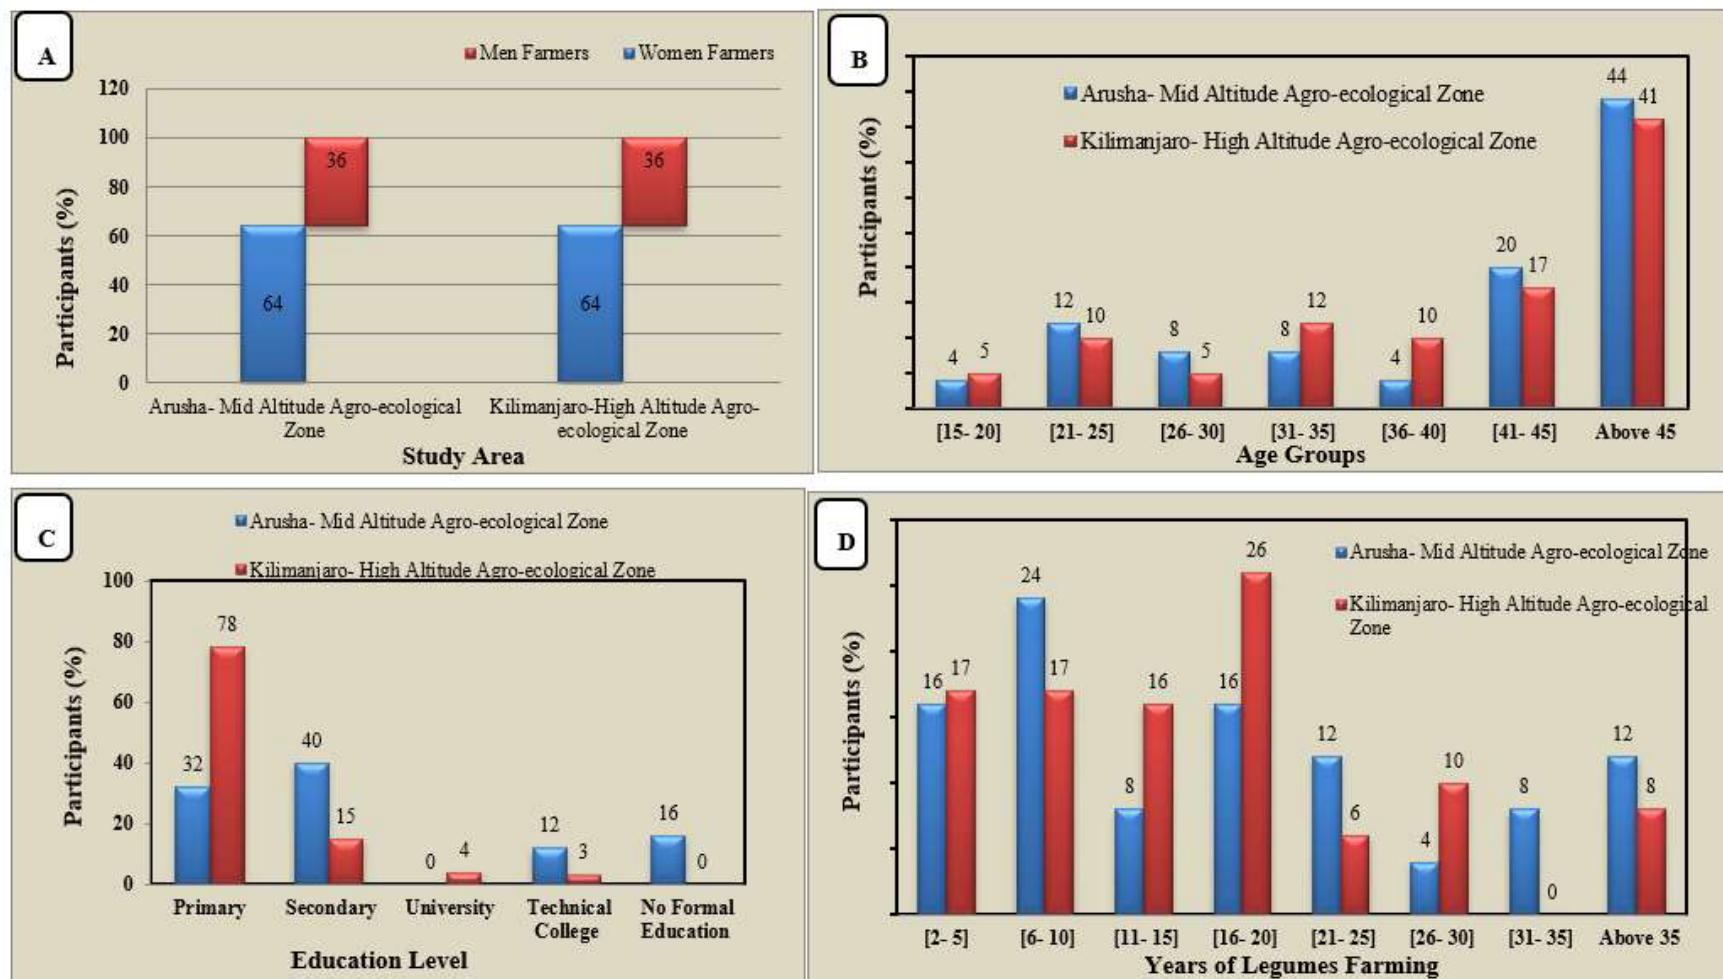 A
Men Farmers Women Farmers
120
100
80
60
40
20
0
Participants (%)
36 36
64 64
Arusha- Mid Altitude Agro-ecological Zone
Kilimanjaro-High Altitude Agro-ecological Zone
Study Area
B
Arusha- Mid Altitude Agro-ecological Zone
Kilimanjaro- High Altitude Agro-ecological Zone
Participants (%)
4 5 12 10 8 5 8 12 4 10 20 17 44 41
[15- 20] [21- 25] [26- 30] [31- 35] [36- 40] [41- 45] Above 45
Age Groups
C
Arusha- Mid Altitude Agro-ecological Zone
Kilimanjaro- High Altitude Agro-ecological Zone
100
80
60
40
20
0
Participants (%)
32 78 40 15 0 4 12 3 16 0
Primary Secondary University Technical College No Formal Education
Education Level
D
Arusha- Mid Altitude Agro-ecological Zone
Kilimanjaro- High Altitude Agro-ecological
Zone
Participants (%)
16 17 24 17 8 16 16 26 12 6 4 10 8 0 12 8
[2- 5] [6- 10] [11- 15] [16- 20] [21- 25] [26- 30] [31- 35] Above 35
Years of Legumes Farming